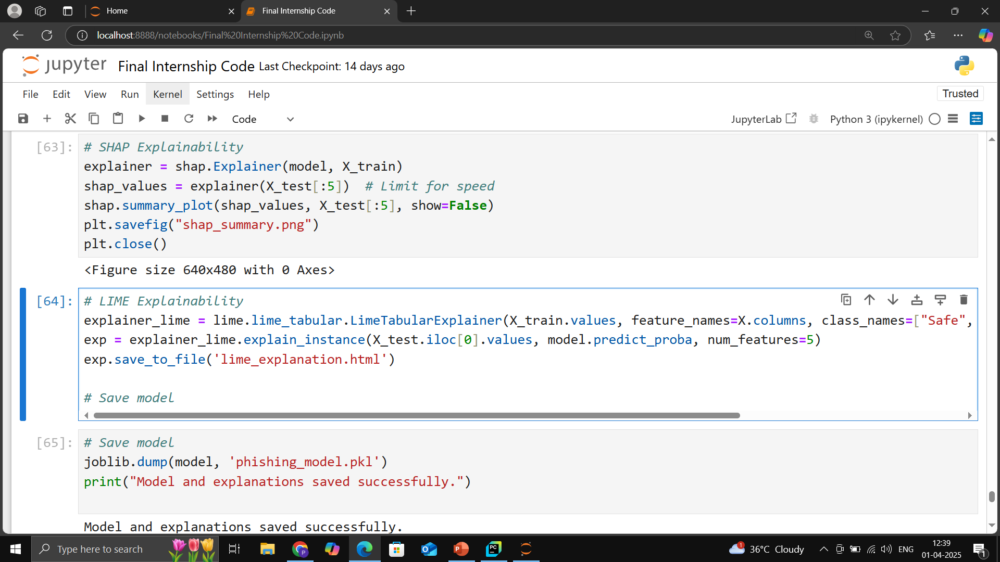 Home
Final Internship Code
localhost:8888/notebooks/Final%20Internship%20Code.ipynb
jupyter Final Internship Code Last Checkpoint: 14 days ago
File Edit View Run Kernel Settings Help
Trusted
Code
JupyterLab
Python 3 (ipykernel)
[63]: # SHAP Explainability
explainer = shap.Explainer(model, X_train)
shap_values = explainer(X_test[:5])  # Limit for speed
shap.summary_plot(shap_values, X_test[:5], show=False)
plt.savefig("shap_summary.png")
plt.close()
<Figure size 640x480 with 0 Axes>
[64]: # LIME Explainability
explainer_lime = lime.lime_tabular.LimeTabularExplainer(X_train.values, feature_names=X.columns, class_names=["Safe",
exp = explainer_lime.explain_instance(X_test.iloc[0].values, model.predict_proba, num_features=5)
exp.save_to_file('lime_explanation.html')
# Save model
[65]: # Save model
joblib.dump(model, 'phishing_model.pkl')
print("Model and explanations saved successfully.")
Model and explanations saved successfully.
Type here to search
P
P
PC
1
36°C Cloudy
ENG
12:39
01-04-2025
1